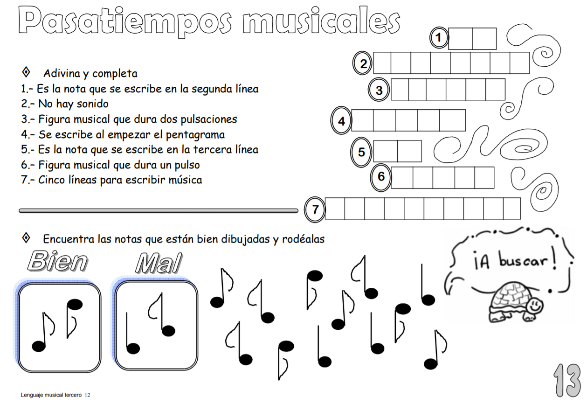 Pasatiempos musicales
Adivina y completa
1.- Es la nota que se escribe en la segunda línea
2.- No hay sonido
3.- Figura musical que dura dos pulsaciones
4.- Se escribe al empezar el pentagrama
5.- Es la nota que se escribe en la tercera línea
6.- Figura musical que dura un pulso
7.- Cinco líneas para escribir música
1
2
3
4
5
6
7
Encuentra las notas que están bien dibujadas y rodéalas
Bien Mal
¡A buscar!
Lenguaje musical tercero 12
13